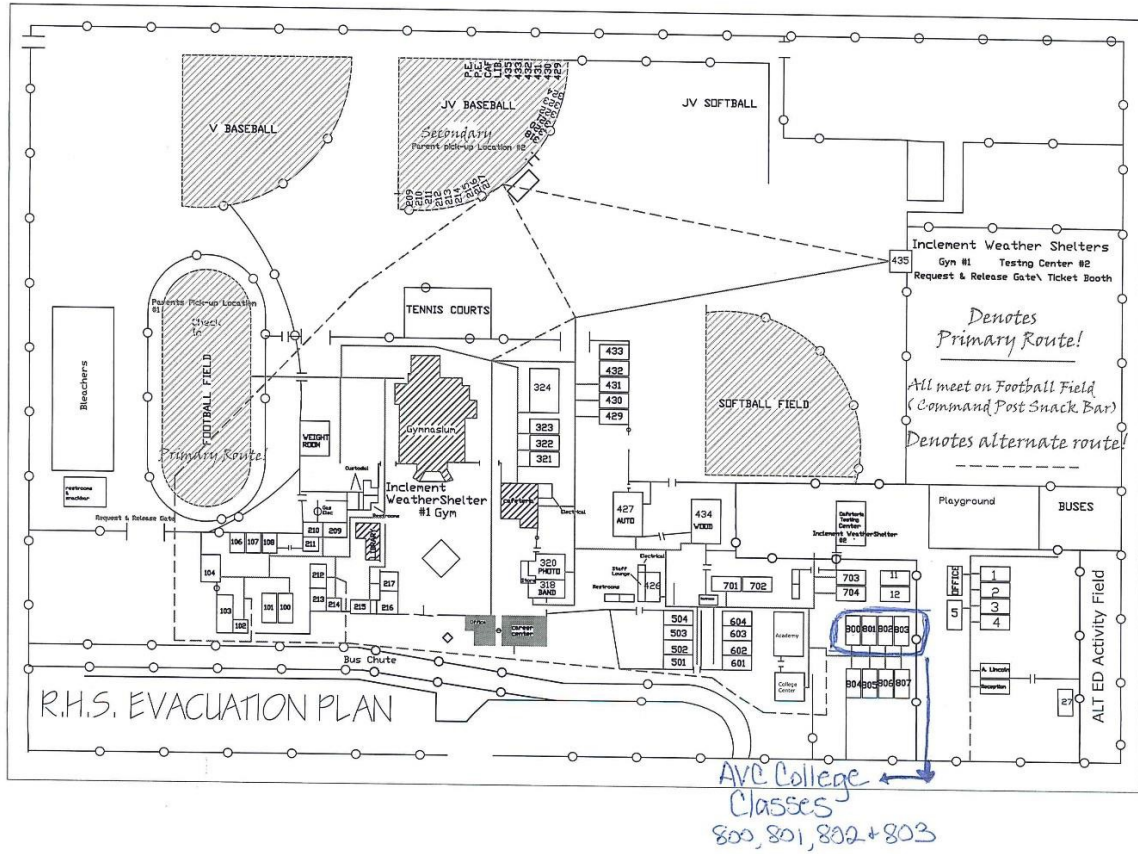 P.E.
P.E.
CAF
LIB.
435
433
432
431
430
429
V BASEBALL
JV BASEBALL
JV SOFTBALL
Secondary
Parent pick-up Location #2
209
210
211
212
213
214
215
216
217
435
Inclement Weather Shelters
Gym #1 Testng Center #2
Request & Release Gate\ Ticket Booth
Denotes
Primary Route!
All meet on Football Field
(Command Post Snack Bar)
Denotes alternate route!
Parents Pick-up Location
#1
Check
In
Bleachers
FOOTBALL FIELD
Primary Route!
TENNIS COURTS
433
432
431
430
429
324
323
322
321
Gymnasium
WEIGHT
ROOM
SOFTBALL FIELD
Custodial
Restrooms
Inclement
WeatherShelter
#1 Gym
Cafeteria
Electrical
restrooms
&
snackbar
Request & Release Gate
Gas
Elec
210
209
211
LIBRARY
106
107
108
104
103
102
101
100
212
213
214
215
217
216
427
AUTO
434
WOOD
Cafeteria
Testing
Center
Inclement WeatherShelter
#2
Playground
BUSES
320
PHOTO
318
BAND
Electrical
Staff
Lounge
426
Restrooms
701
702
703
704
11
12
OFFICE
1
2
3
4
5
504
503
502
501
604
603
602
601
Academy
College
Center
800
801
802
803
804
805
806
807
A. Lincoln
Reception
27
ALT ED Activity Field
Office
career
center
Bus Chute
R.H.S. EVACUATION PLAN
AVC College
Classes
800, 801, 802 + 803